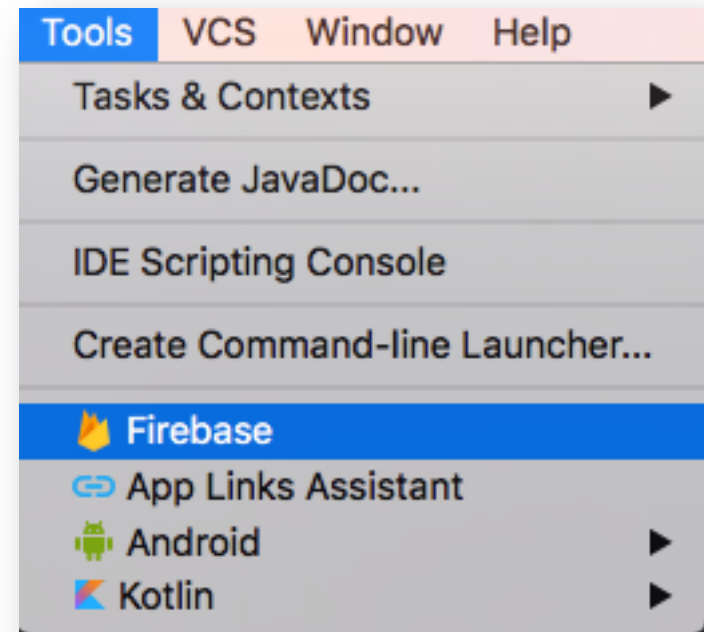 Tools VCS Window Help
Tasks & Contexts
Generate JavaDoc...
IDE Scripting Console
Create Command-line Launcher...
Firebase
App Links Assistant
Android
Kotlin